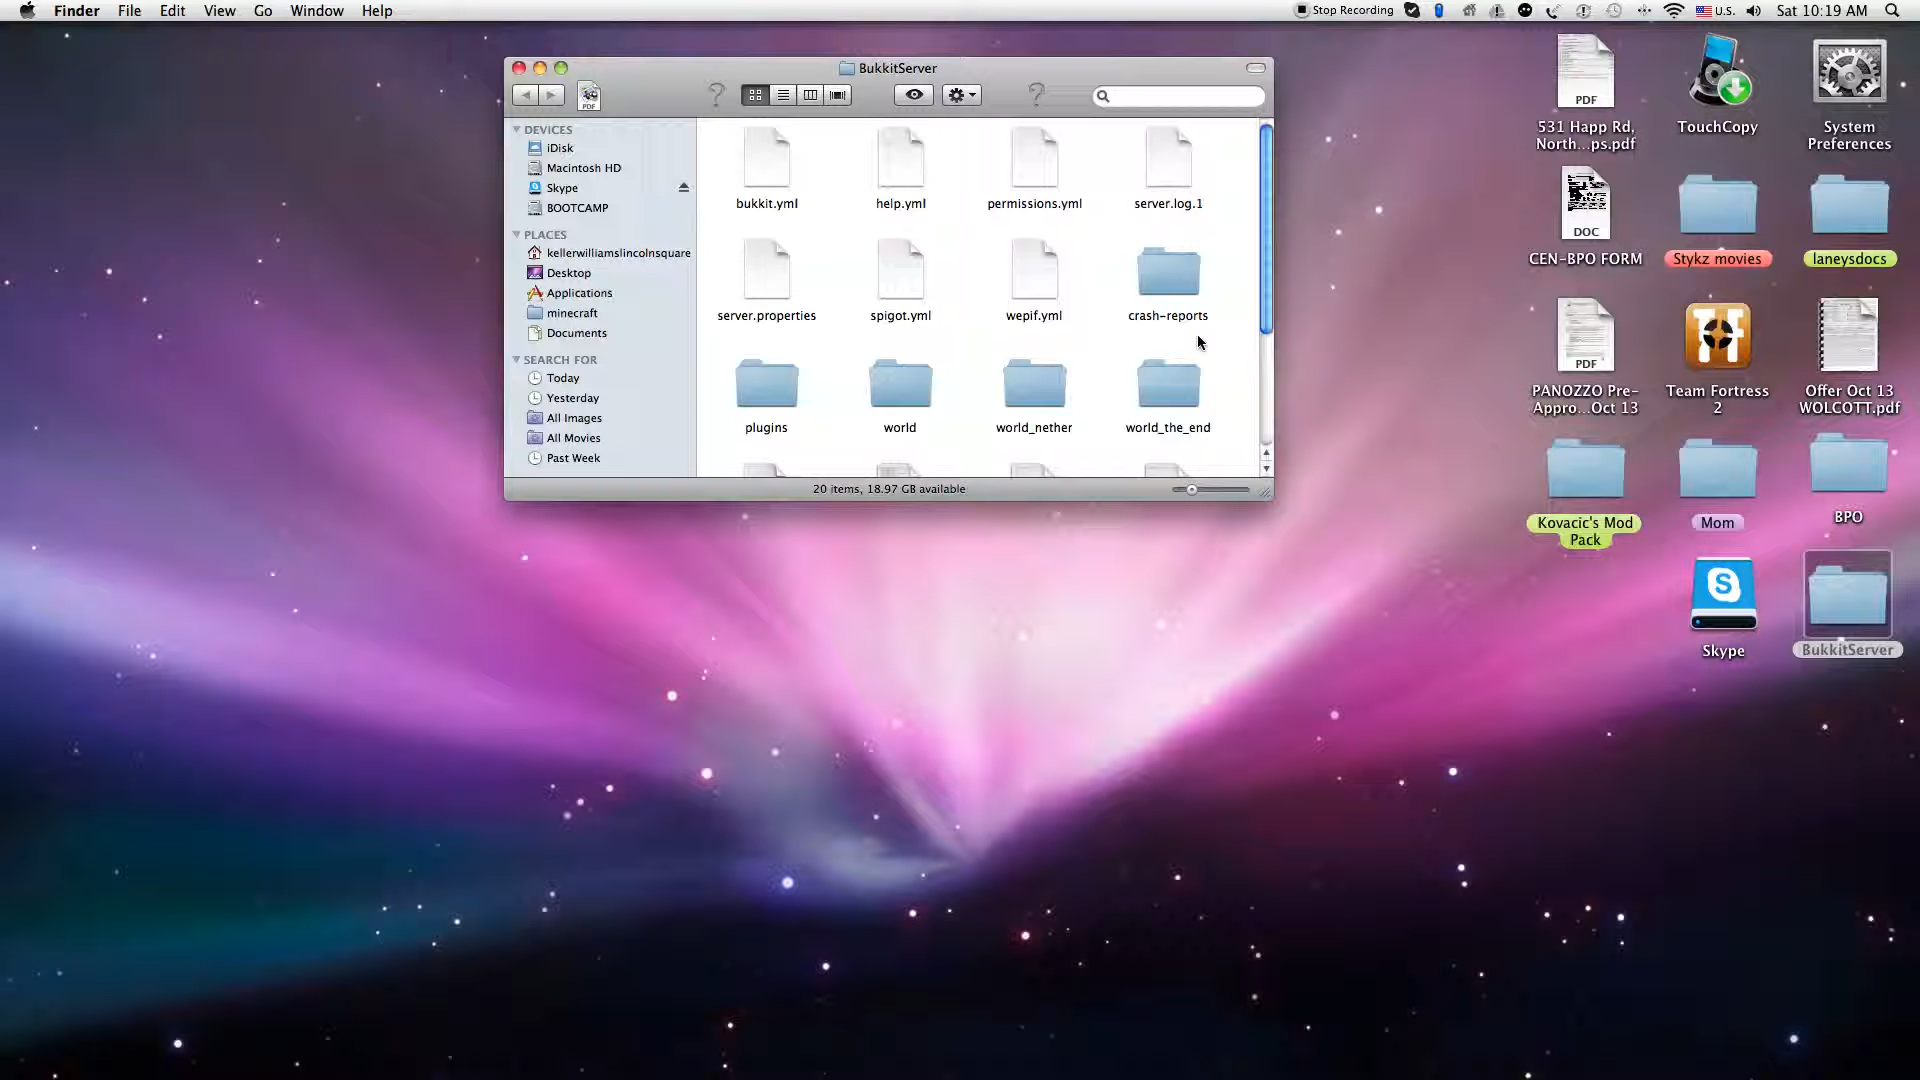 Finder File Edit View Go Window Help
Stop Recording U.S. Sat 10:19 AM
BukkitServer
PDF
DEVICES
iDisk
Macintosh HD
Skype
BOOTCAMP
PLACES
kellerwilliamslincolnsquare
Desktop
Applications
minecraft
Documents
SEARCH FOR
Today
Yesterday
All Images
All Movies
Past Week
bukkit.yml help.yml permissions.yml server.log.1
server.properties spigot.yml wepif.yml crash-reports
plugins world world_nether world_the_end
20 items, 18.97 GB available
PDF
531 Happ Rd,
North...ps.pdf
TouchCopy
System
Preferences
DOC
CEN-BPO FORM
Stykz movies
laneysdocs
PDF
PANOZZO Pre-
Appro...Oct 13
Team Fortress
2
Offer Oct 13
WOLCOTT.pdf
Kovacic's Mod
Pack
Mom
BPO
Skype
BukkitServer